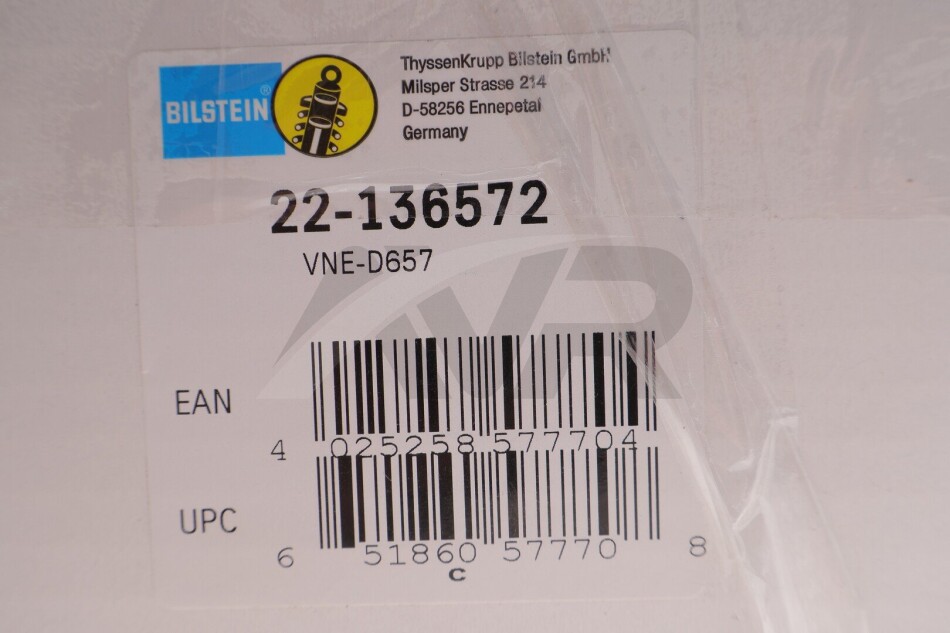 BILSTEIN®
ThyssenKrupp Bilstein GmbH
Milsper Strasse 214
D-58256 Ennepetal
Germany
22-136572
VNE-D657
AVR
EAN
4 025258 577704
UPC
6 51860 57770 8
C